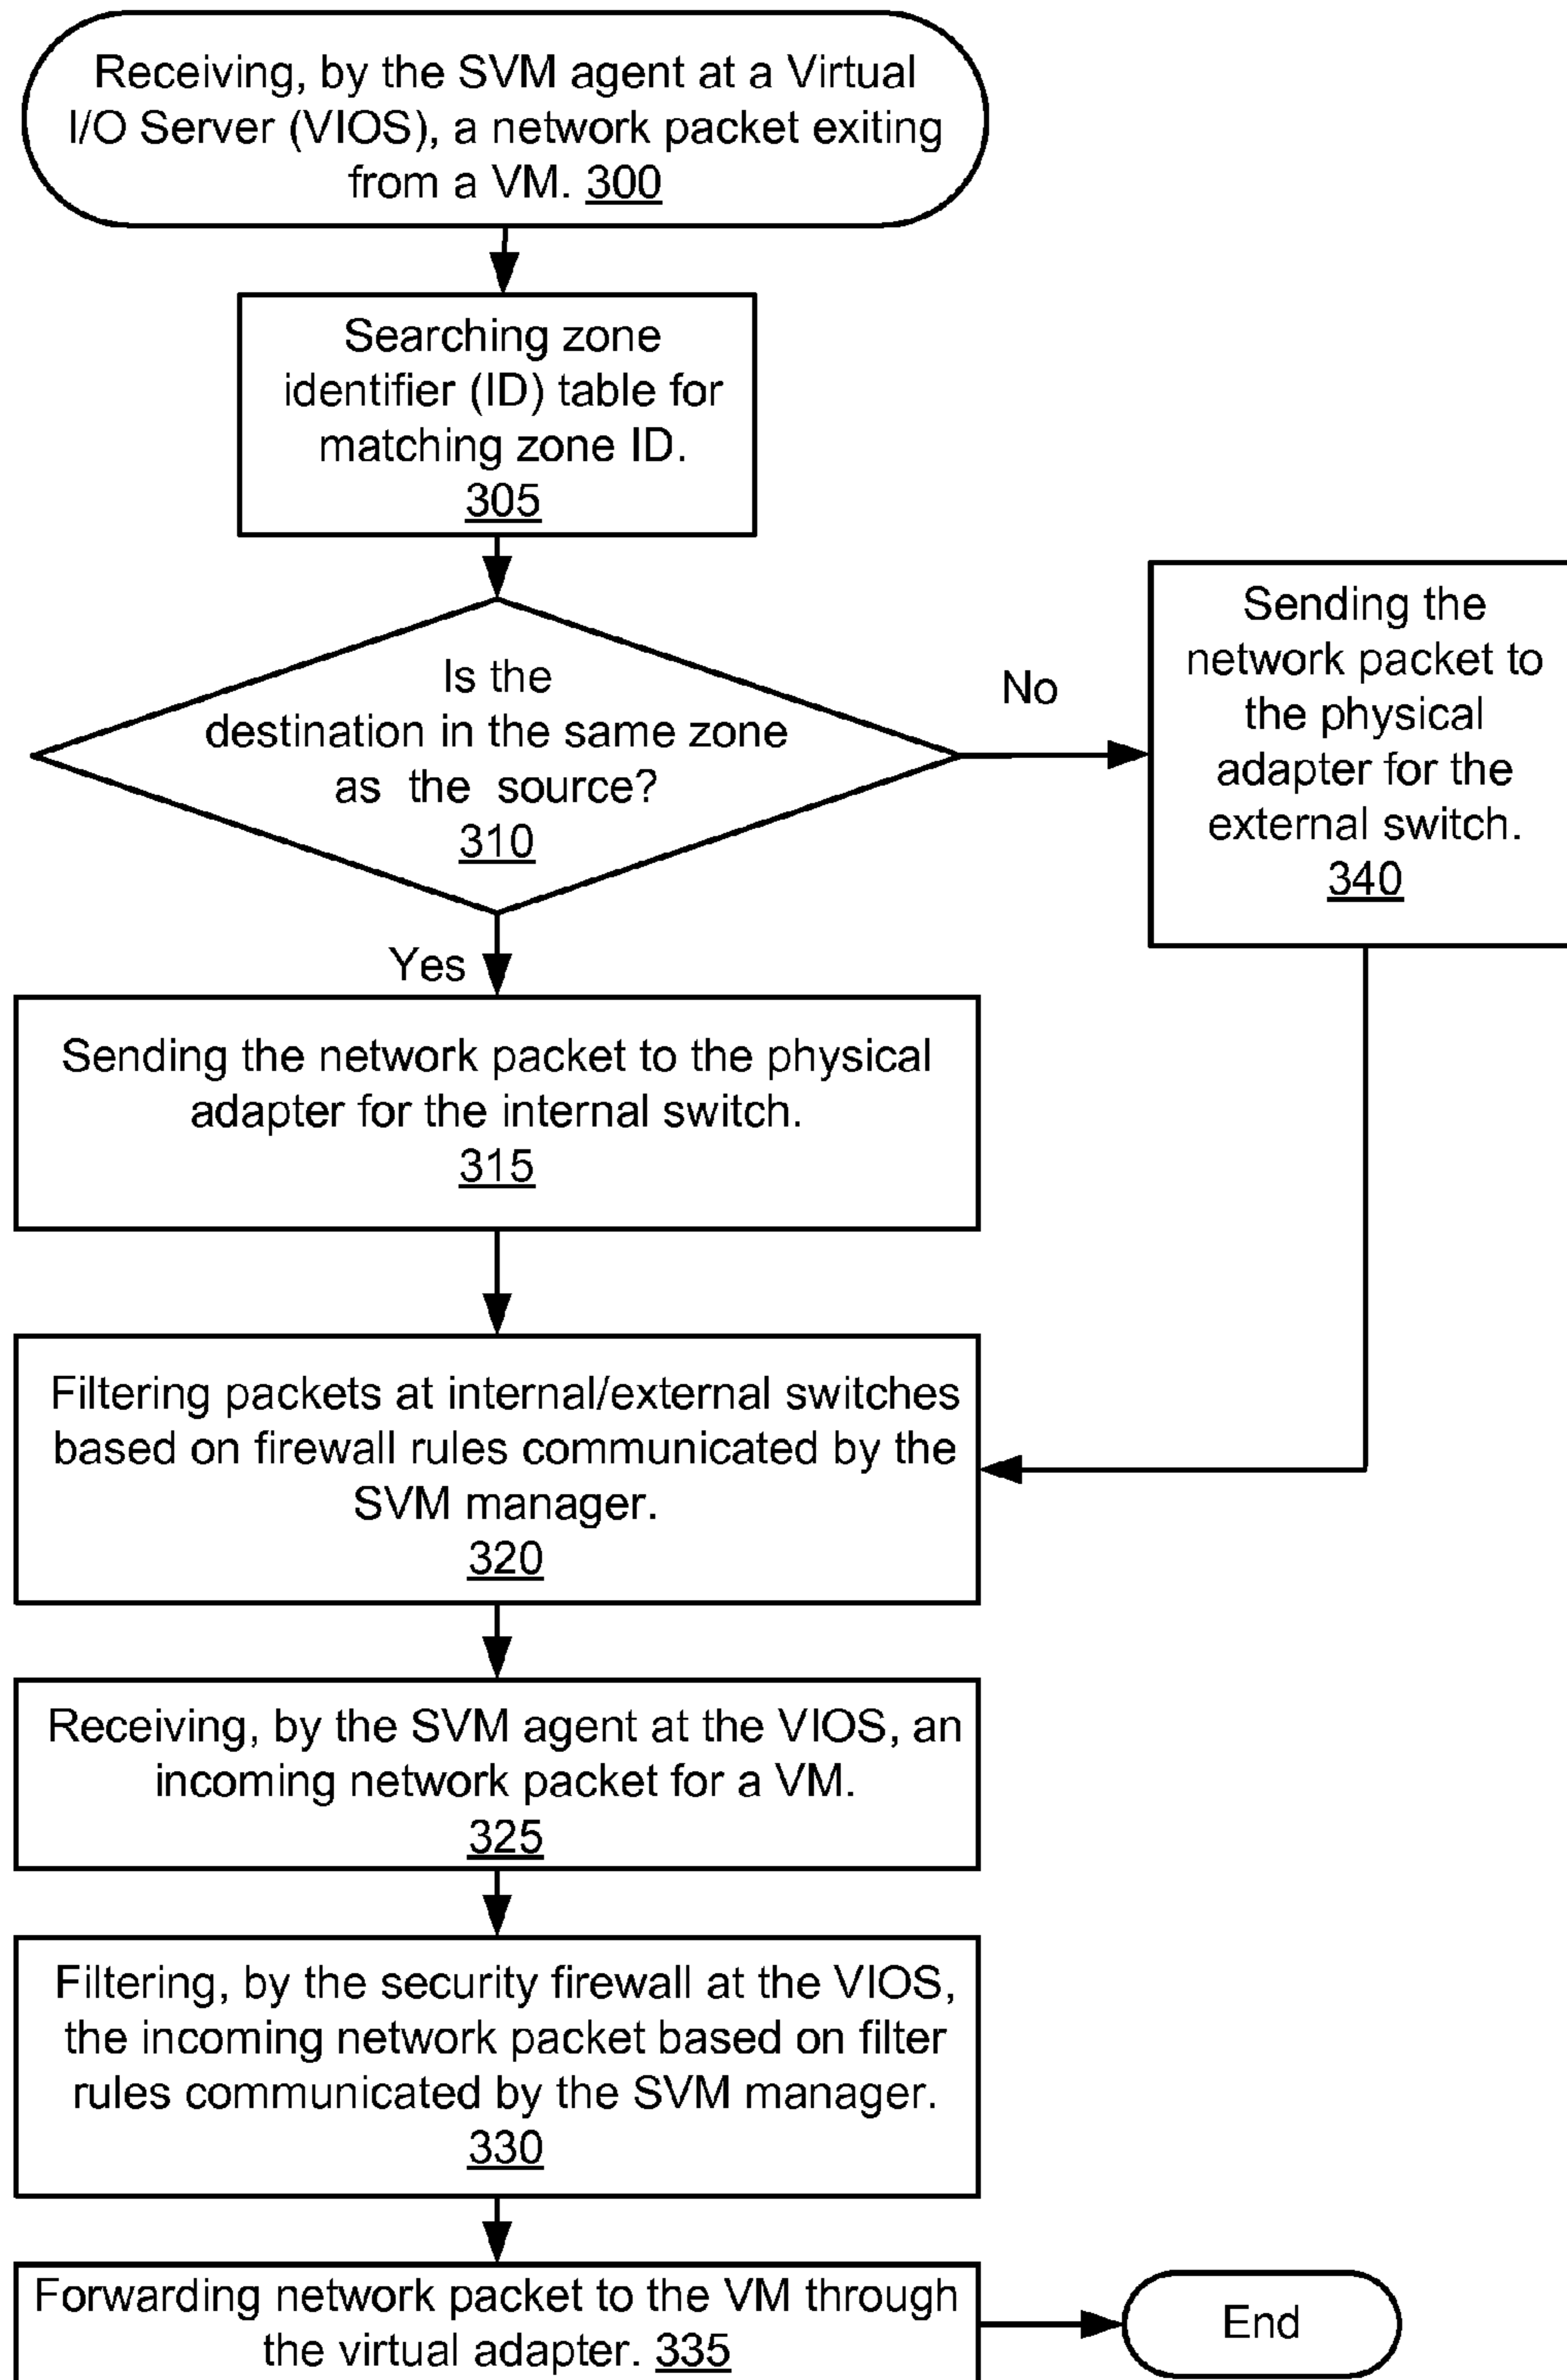 Receiving, by the SVM agent at a Virtual
I/O Server (VIOS), a network packet exiting
from a VM. 300
Searching zone
identifier (ID) table for
matching zone ID.
305
Is the
destination in the same zone
as the source?
310
No
Sending the
network packet to
the physical
adapter for the
external switch.
340
Yes
Sending the network packet to the physical
adapter for the internal switch.
315
Filtering packets at internal/external switches
based on firewall rules communicated by the
SVM manager.
320
Receiving, by the SVM agent at the VIOS, an
incoming network packet for a VM.
325
Filtering, by the security firewall at the VIOS,
the incoming network packet based on filter
rules communicated by the SVM manager.
330
Forwarding network packet to the VM through
the virtual adapter. 335
End